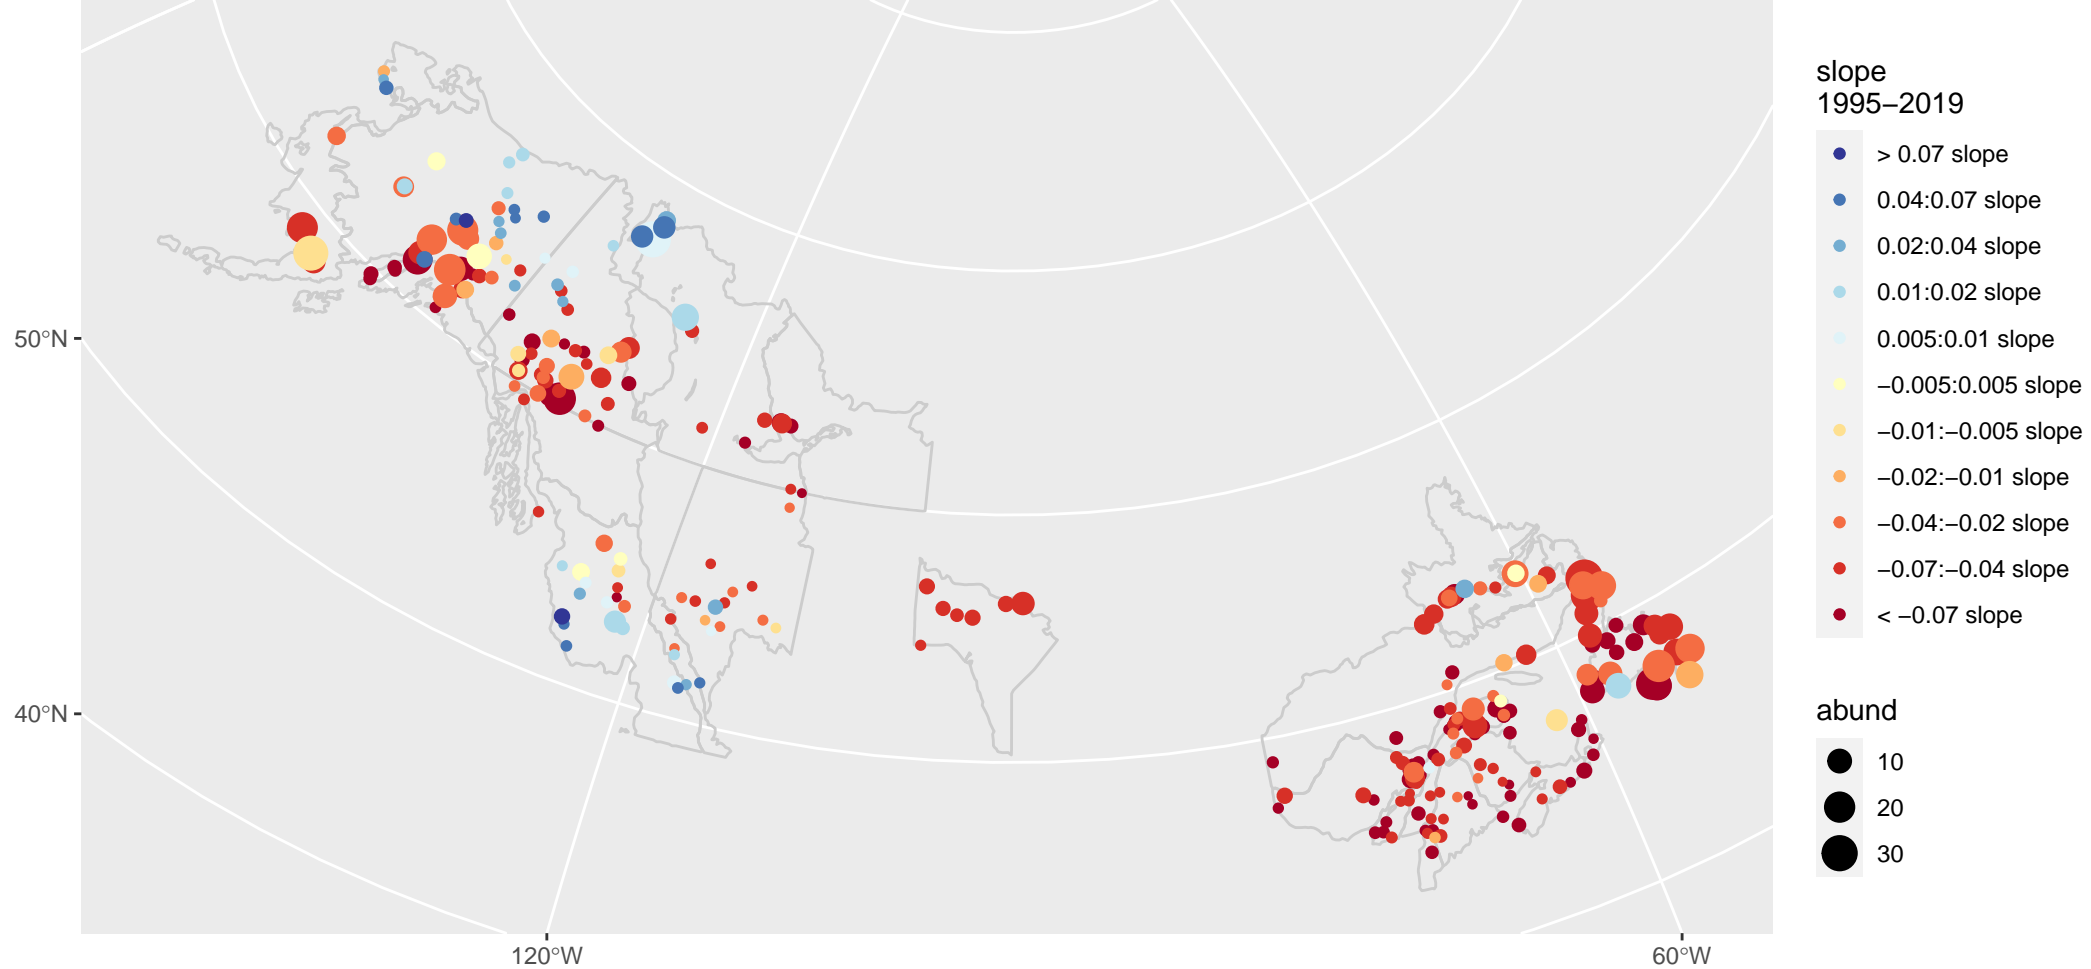 50°N
40°N
120°W
60°W
slope
1995−2019
> 0.07 slope
0.04:0.07 slope
0.02:0.04 slope
0.01:0.02 slope
0.005:0.01 slope
−0.005:0.005 slope
−0.01:−0.005 slope
−0.02:−0.01 slope
−0.04:−0.02 slope
−0.07:−0.04 slope
< −0.07 slope
abund
10
20
30